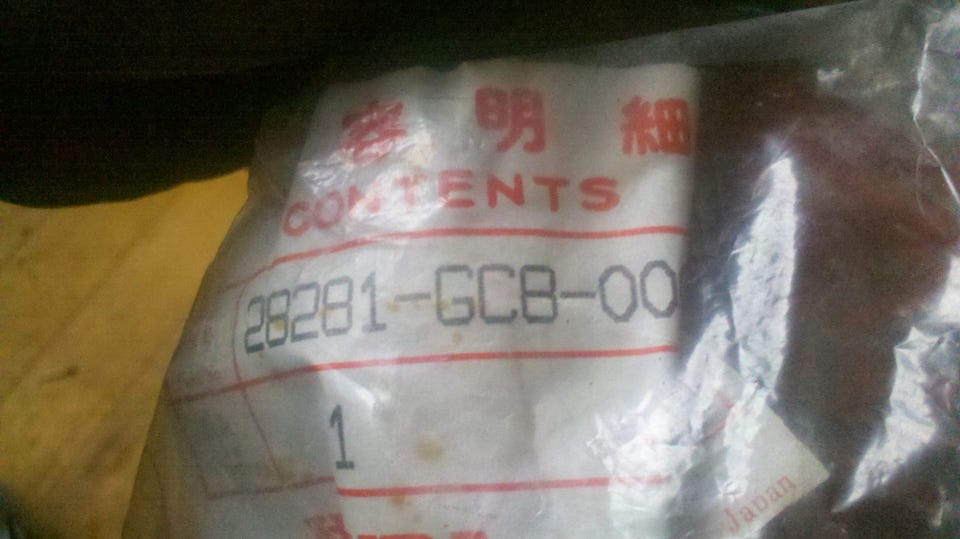 容明細
CONTENTS
28281-GCB-00
1
Japan